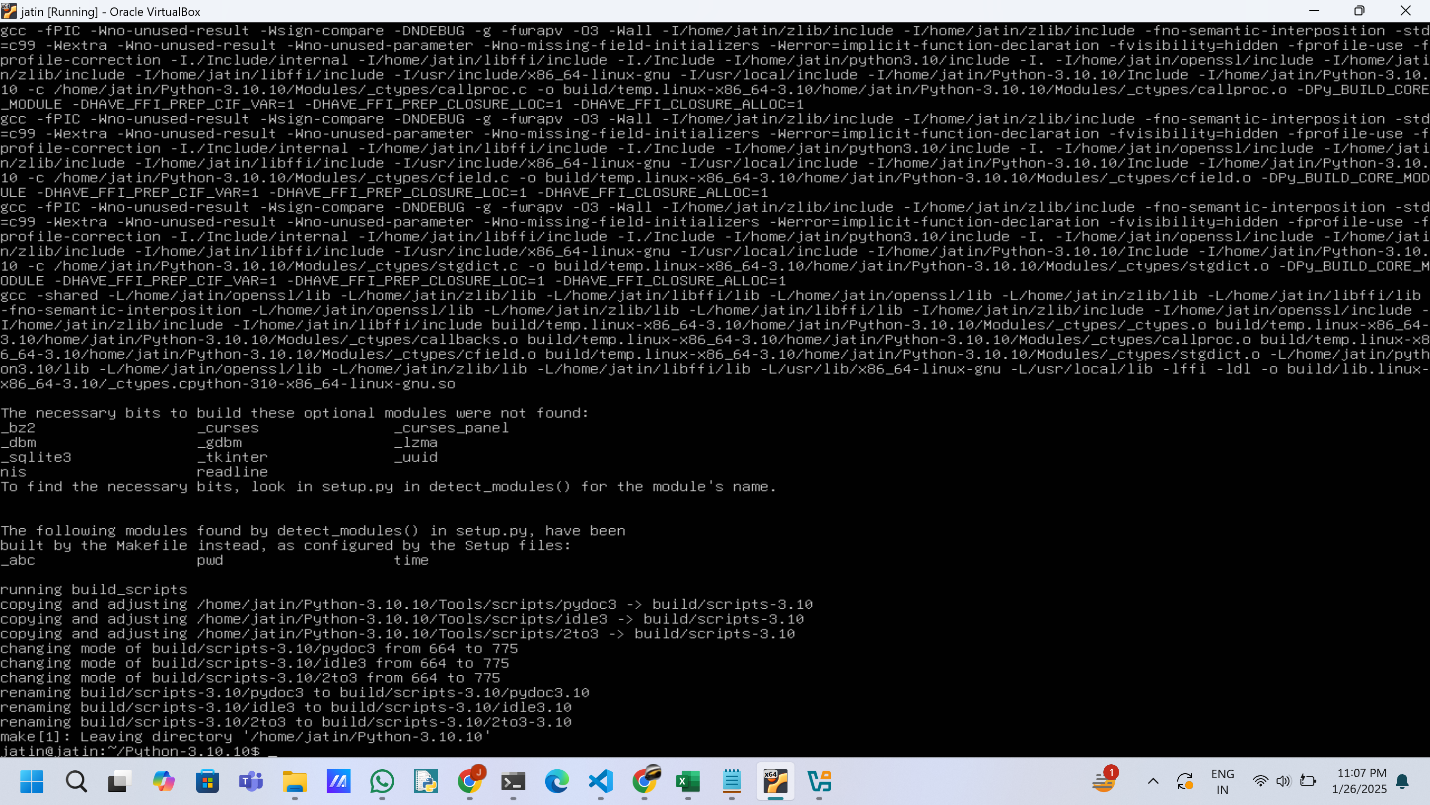 jatin [Running] - Oracle VirtualBox
gcc -fPIC -Wno-unused-result -Wsign-compare -DNDEBUG -g -fwrapv -O3 -Wall -I/home/jatin/zlib/include -I/home/jatin/zlib/include -fno-semantic-interposition -std
=c99 -Wextra -Wno-unused-result -Wno-unused-parameter -Wno-missing-field-initializers -Werror=implicit-function-declaration -fvisibility=hidden -fprofile-use -f
profile-correction -I./Include/internal -I/home/jatin/libffi/include -I./Include -I/home/jatin/python3.10/include -I. -I/home/jatin/openssl/include -I/home/jati
n/zlib/include -I/home/jatin/libffi/include -I/usr/include/x86_64-linux-gnu -I/usr/local/include -I/home/jatin/Python-3.10.10/Include -I/home/jatin/Python-3.10.
10 -c /home/jatin/Python-3.10.10/Modules/_ctypes/callproc.c -o build/temp.linux-x86_64-3.10/home/jatin/Python-3.10.10/Modules/_ctypes/callproc.o -DPy_BUILD_CORE
_MODULE -DHAVE_FFI_PREP_CIF_VAR=1 -DHAVE_FFI_PREP_CLOSURE_LOC=1 -DHAVE_FFI_CLOSURE_ALLOC=1
gcc -fPIC -Wno-unused-result -Wsign-compare -DNDEBUG -g -fwrapv -O3 -Wall -I/home/jatin/zlib/include -I/home/jatin/zlib/include -fno-semantic-interposition -std
=c99 -Wextra -Wno-unused-result -Wno-unused-parameter -Wno-missing-field-initializers -Werror=implicit-function-declaration -fvisibility=hidden -fprofile-use -f
profile-correction -I./Include/internal -I/home/jatin/libffi/include -I./Include -I/home/jatin/python3.10/include -I. -I/home/jatin/openssl/include -I/home/jati
n/zlib/include -I/home/jatin/libffi/include -I/usr/include/x86_64-linux-gnu -I/usr/local/include -I/home/jatin/Python-3.10.10/Include -I/home/jatin/Python-3.10.
10 -c /home/jatin/Python-3.10.10/Modules/_ctypes/cfield.c -o build/temp.linux-x86_64-3.10/home/jatin/Python-3.10.10/Modules/_ctypes/cfield.o -DPy_BUILD_CORE_MOD
ULE -DHAVE_FFI_PREP_CIF_VAR=1 -DHAVE_FFI_PREP_CLOSURE_LOC=1 -DHAVE_FFI_CLOSURE_ALLOC=1
gcc -fPIC -Wno-unused-result -Wsign-compare -DNDEBUG -g -fwrapv -O3 -Wall -I/home/jatin/zlib/include -I/home/jatin/zlib/include -fno-semantic-interposition -std
=c99 -Wextra -Wno-unused-result -Wno-unused-parameter -Wno-missing-field-initializers -Werror=implicit-function-declaration -fvisibility=hidden -fprofile-use -f
profile-correction -I./Include/internal -I/home/jatin/libffi/include -I./Include -I/home/jatin/python3.10/include -I. -I/home/jatin/openssl/include -I/home/jati
n/zlib/include -I/home/jatin/libffi/include -I/usr/include/x86_64-linux-gnu -I/usr/local/include -I/home/jatin/Python-3.10.10/Include -I/home/jatin/Python-3.10.
10 -c /home/jatin/Python-3.10.10/Modules/_ctypes/stgdict.c -o build/temp.linux-x86_64-3.10/home/jatin/Python-3.10.10/Modules/_ctypes/stgdict.o -DPy_BUILD_CORE_M
ODULE -DHAVE_FFI_PREP_CIF_VAR=1 -DHAVE_FFI_PREP_CLOSURE_LOC=1 -DHAVE_FFI_CLOSURE_ALLOC=1
gcc -shared -L/home/jatin/openssl/lib -L/home/jatin/zlib/lib -L/home/jatin/libffi/lib -L/home/jatin/openssl/lib -L/home/jatin/zlib/lib -L/home/jatin/libffi/lib
-fno-semantic-interposition -L/home/jatin/openssl/lib -L/home/jatin/zlib/lib -L/home/jatin/libffi/lib -I/home/jatin/zlib/include -I/home/jatin/openssl/include -
I/home/jatin/zlib/include -I/home/jatin/libffi/include build/temp.linux-x86_64-3.10/home/jatin/Python-3.10.10/Modules/_ctypes/_ctypes.o build/temp.linux-x86_64-
3.10/home/jatin/Python-3.10.10/Modules/_ctypes/callbacks.o build/temp.linux-x86_64-3.10/home/jatin/Python-3.10.10/Modules/_ctypes/callproc.o build/temp.linux-x8
6_64-3.10/home/jatin/Python-3.10.10/Modules/_ctypes/cfield.o build/temp.linux-x86_64-3.10/home/jatin/Python-3.10.10/Modules/_ctypes/stgdict.o -L/home/jatin/pyth
on3.10/lib -L/home/jatin/openssl/lib -L/home/jatin/zlib/lib -L/home/jatin/libffi/lib -L/usr/lib/x86_64-linux-gnu -L/usr/local/lib -lffi -ldl -o build/lib.linux-
x86_64-3.10/_ctypes.cpython-310-x86_64-linux-gnu.so
The necessary bits to build these optional modules were not found:
_bz2 _curses _curses_panel
_dbm _gdbm _lzma
_sqlite3 _tkinter _uuid
nis readline
To find the necessary bits, look in setup.py in detect_modules() for the module's name.
The following modules found by detect_modules() in setup.py, have been
built by the Makefile instead, as configured by the Setup files:
_abc pwd time
running build_scripts
copying and adjusting /home/jatin/Python-3.10.10/Tools/scripts/pydoc3 -> build/scripts-3.10
copying and adjusting /home/jatin/Python-3.10.10/Tools/scripts/idle3 -> build/scripts-3.10
copying and adjusting /home/jatin/Python-3.10.10/Tools/scripts/2to3 -> build/scripts-3.10
changing mode of build/scripts-3.10/pydoc3 from 664 to 775
changing mode of build/scripts-3.10/idle3 from 664 to 775
changing mode of build/scripts-3.10/2to3 from 664 to 775
renaming build/scripts-3.10/pydoc3 to build/scripts-3.10/pydoc3.10
renaming build/scripts-3.10/idle3 to build/scripts-3.10/idle3.10
renaming build/scripts-3.10/2to3 to build/scripts-3.10/2to3-3.10
make[1]: Leaving directory '/home/jatin/Python-3.10.10'
jatin@jatin:~/Python-3.10.10$ _
J
X64
1
ENG
IN
11:07 PM
1/26/2025